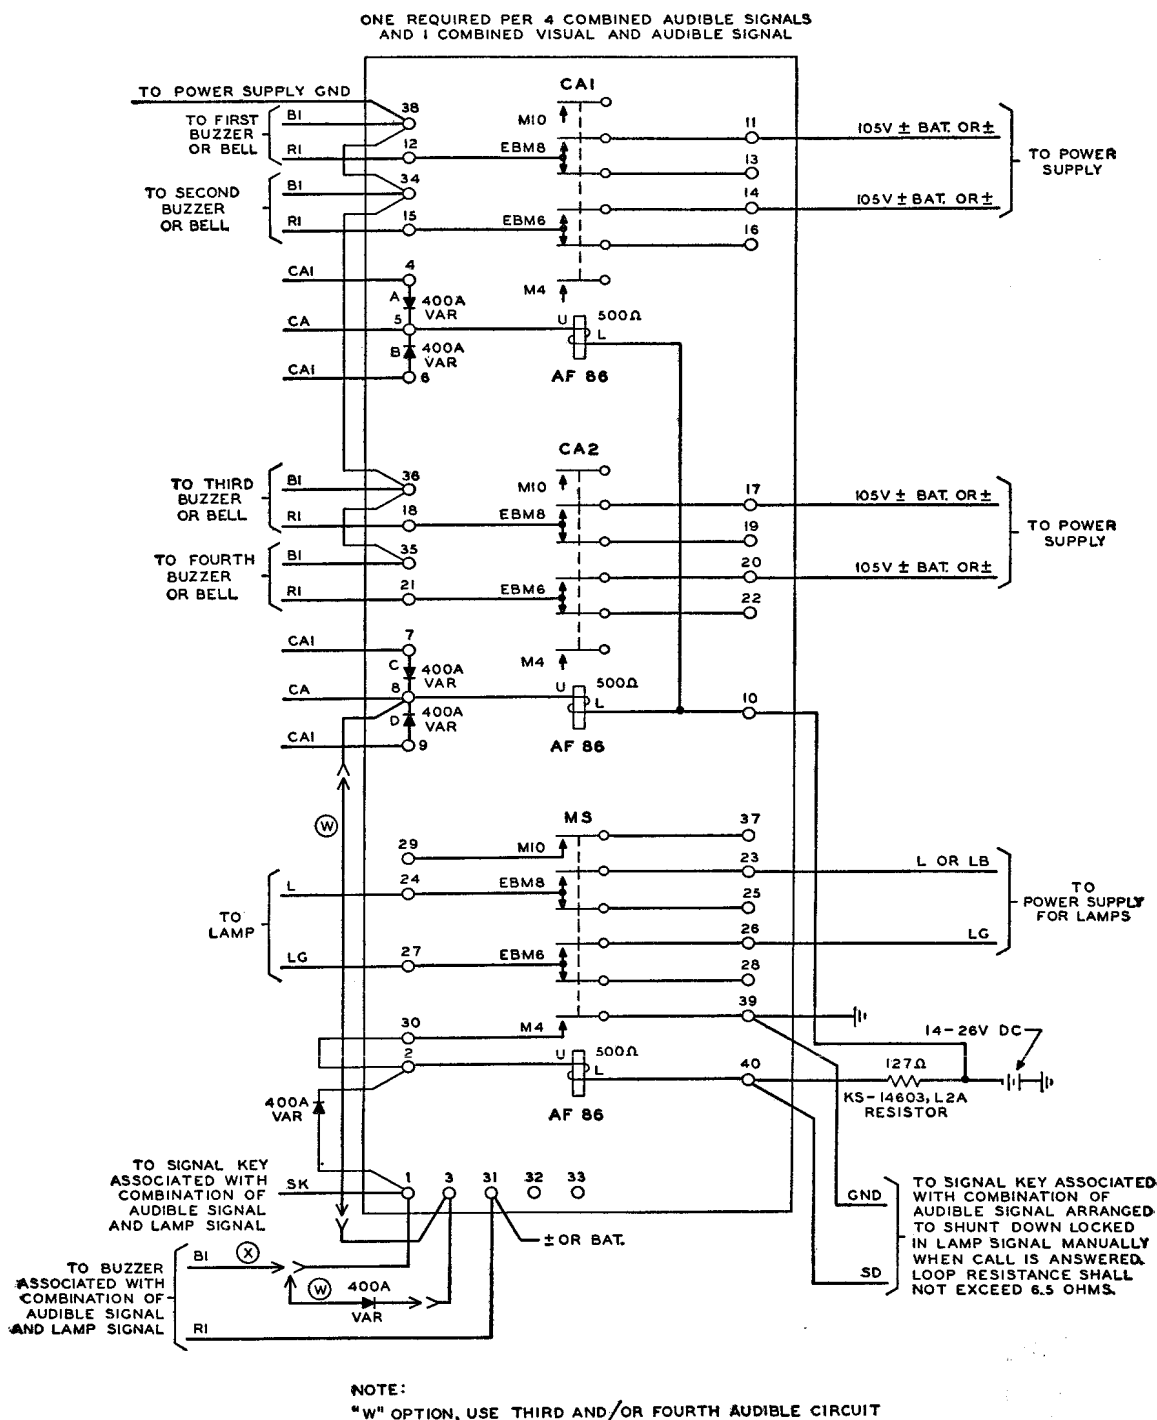 ONE REQUIRED PER 4 COMBINED AUDIBLE SIGNALS
AND 1 COMBINED VISUAL AND AUDIBLE SIGNAL
TO POWER SUPPLY GND
TO FIRST
BUZZER
OR BELL
B1
38
R1
12
CA1
M10
EBM8
11
13
105V ± BAT. OR ±
TO POWER
SUPPLY
TO SECOND
BUZZER
OR BELL
B1
34
R1
15
EBM6
14
16
105V ± BAT. OR ±
CA1
4
M4
A
400A
VAR
CA
5
U
500Ω
L
B
400A
VAR
CA1
6
AF 86
CA2
TO THIRD
BUZZER
OR BELL
B1
36
R1
18
M10
EBM8
17
19
105V ± BAT. OR ±
TO POWER
SUPPLY
TO FOURTH
BUZZER
OR BELL
B1
35
R1
21
EBM6
20
22
105V ± BAT. OR ±
CA1
7
M4
C
400A
VAR
CA
8
U
500Ω
L
10
D
400A
VAR
CA1
9
AF 86
W
MS
29
M10
37
TO
LAMP
L
24
EBM8
23
25
L OR LB
TO
POWER SUPPLY
FOR LAMPS
LG
27
EBM6
26
28
LG
30
M4
39
2
U
500Ω
L
40
14-26V DC
127Ω
KS-14603, L2A
RESISTOR
400A
VAR
AF 86
TO SIGNAL KEY
ASSOCIATED WITH
COMBINATION OF
AUDIBLE SIGNAL
AND LAMP SIGNAL
SK
1
3
31
32
33
± OR BAT.
GND
SD
TO SIGNAL KEY ASSOCIATED
WITH COMBINATION OF
AUDIBLE SIGNAL ARRANGED
TO SHUNT DOWN LOCKED
IN LAMP SIGNAL MANUALLY
WHEN CALL IS ANSWERED.
LOOP RESISTANCE SHALL
NOT EXCEED 6.5 OHMS.
TO BUZZER
ASSOCIATED WITH
COMBINATION OF
AUDIBLE SIGNAL
AND LAMP SIGNAL
B1
X
W
400A
VAR
R1
NOTE:
"W" OPTION, USE THIRD AND/OR FOURTH AUDIBLE CIRCUIT